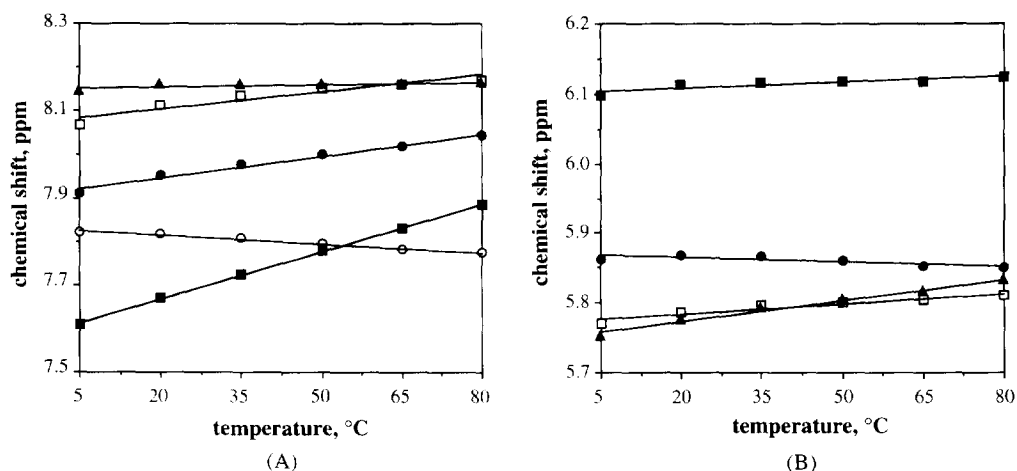 8.3
8.1
7.9
7.7
7.5
chemical shift, ppm
5 20 35 50 65 80
temperature, °C
(A)
6.2
6.1
6.0
5.9
5.8
5.7
chemical shift, ppm
5 20 35 50 65 80
temperature, °C
(B)